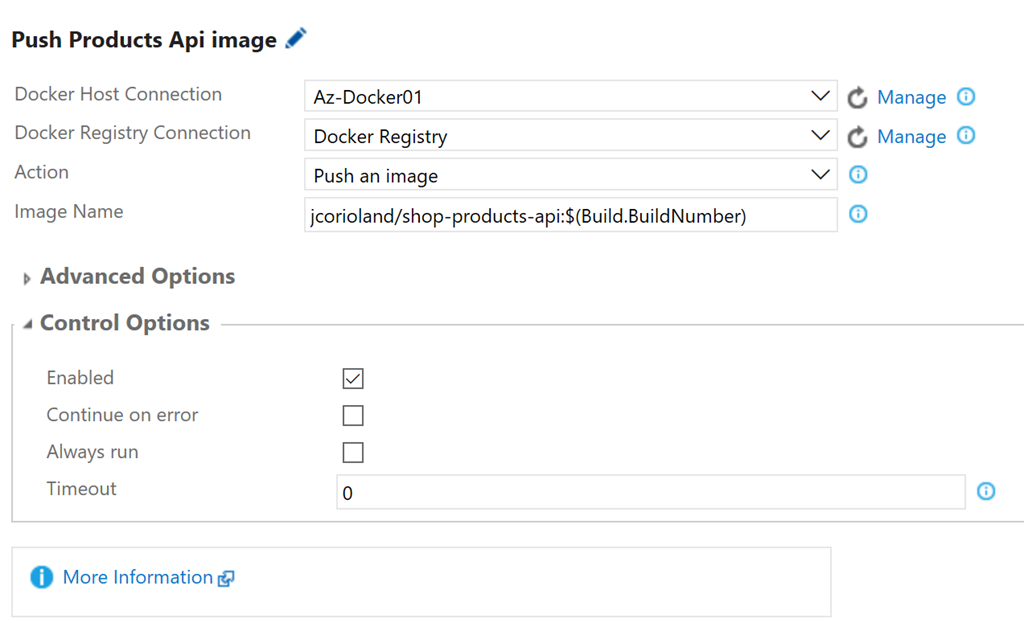 Push Products Api image
Docker Host Connection Az-Docker01 Manage
Docker Registry Connection Docker Registry Manage
Action Push an image
Image Name jcorioland/shop-products-api:$(Build.BuildNumber)
Advanced Options
Control Options
Enabled
Continue on error
Always run
Timeout 0
More Information